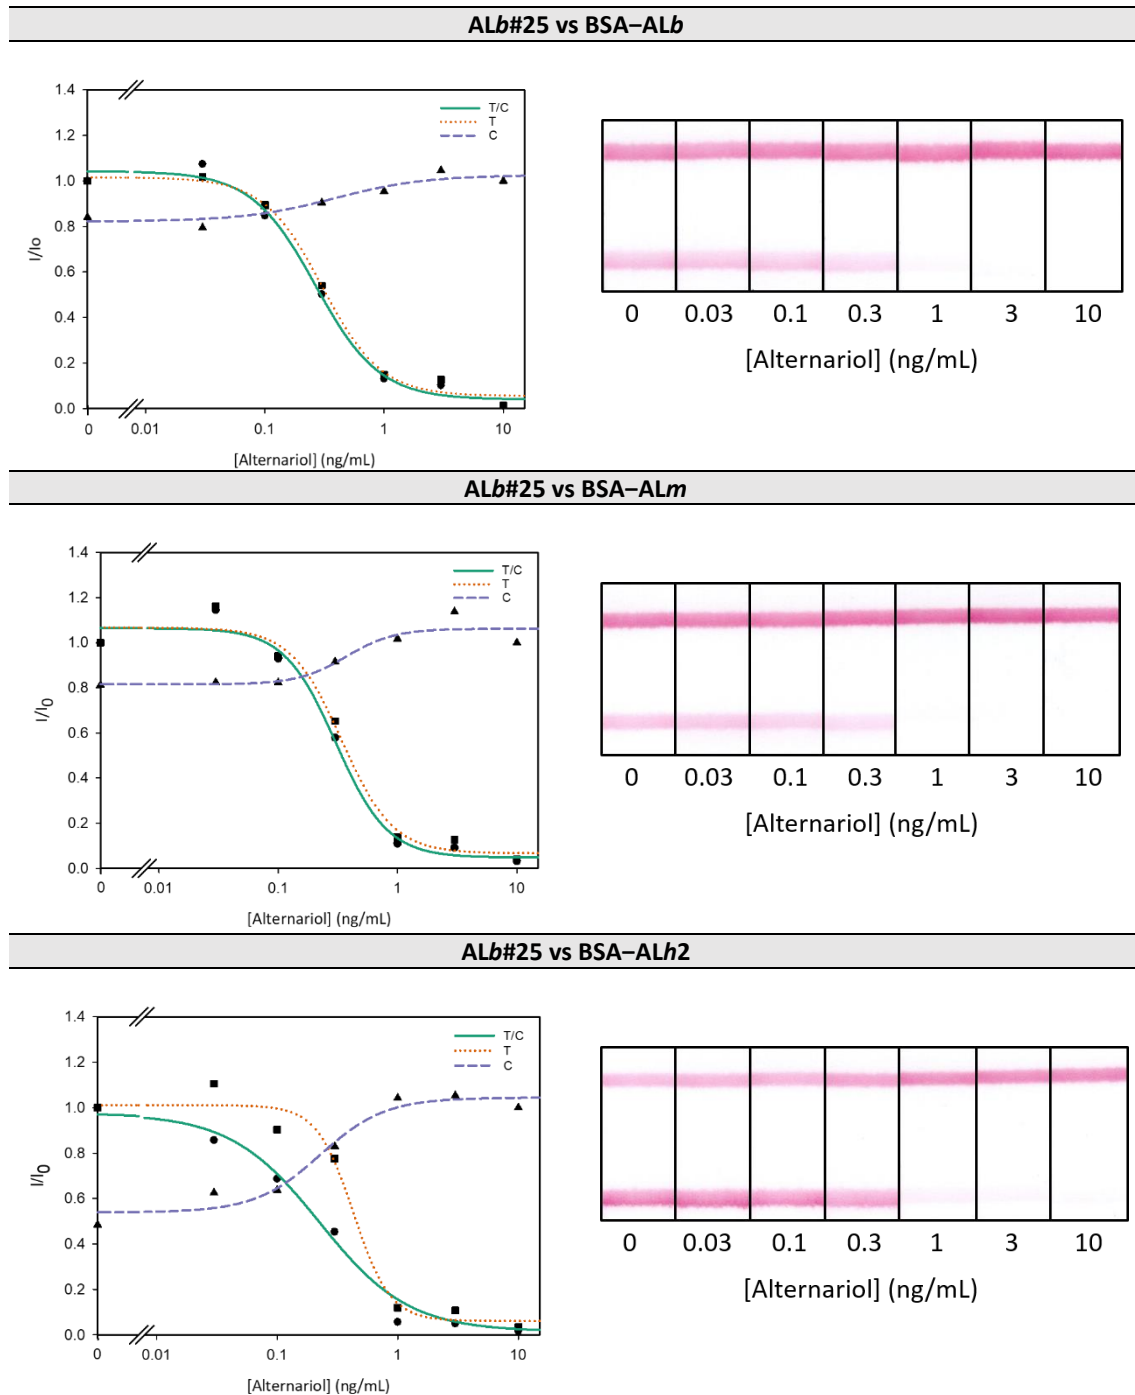 ALb#25 vs BSA–ALb
1.4
1.2
1.0
0.8
0.6
0.4
0.2
0.0
I/Io
T/C
T
C
0 0.01 0.1 1 10
[Alternariol] (ng/mL)
0 0.03 0.1 0.3 1 3 10
[Alternariol] (ng/mL)
ALb#25 vs BSA–ALm
1.4
1.2
1.0
0.8
0.6
0.4
0.2
0.0
I/I0
T/C
T
C
0 0.01 0.1 1 10
[Alternariol] (ng/mL)
0 0.03 0.1 0.3 1 3 10
[Alternariol] (ng/mL)
ALb#25 vs BSA–ALh2
1.4
1.2
1.0
0.8
0.6
0.4
0.2
0.0
I/I0
T/C
T
C
0 0.01 0.1 1 10
[Alternariol] (ng/mL)
0 0.03 0.1 0.3 1 3 10
[Alternariol] (ng/mL)